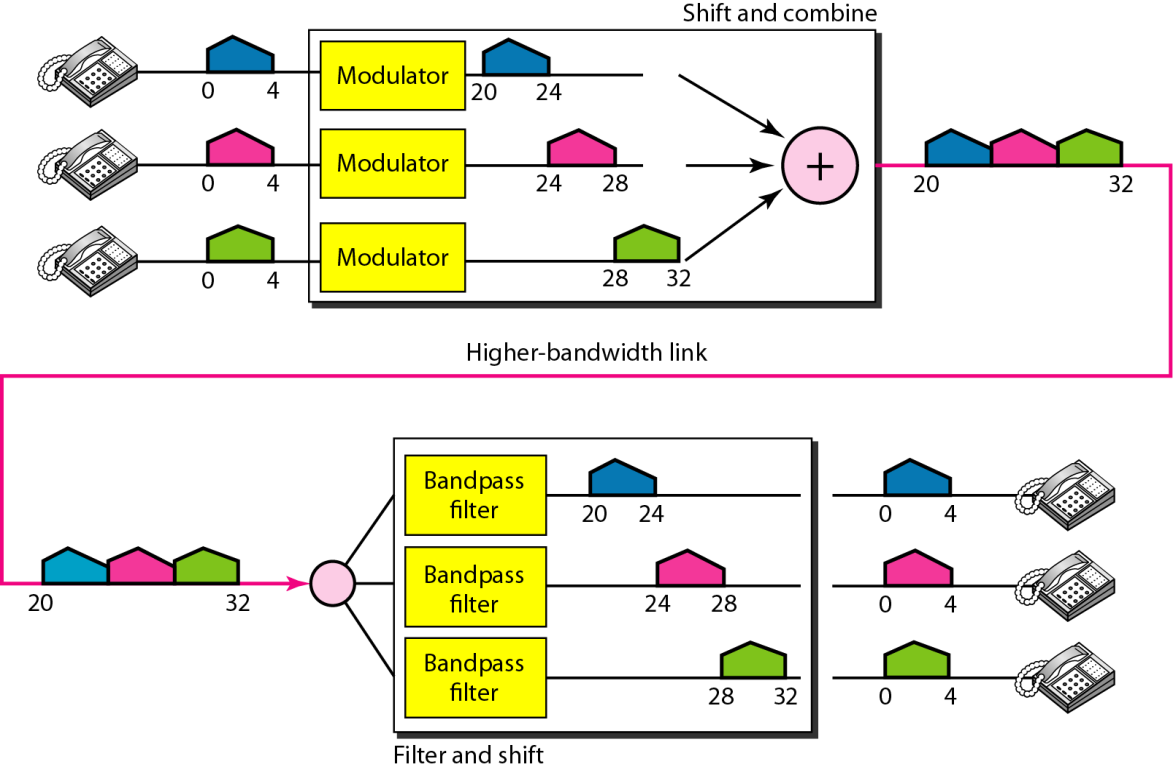 Shift and combine
0 4 Modulator 20 24
0 4 Modulator 24 28
+
20 32
0 4 Modulator 28 32
Higher-bandwidth link
Bandpass
filter
20 24
0 4
20 32
Bandpass
filter
24 28
0 4
Bandpass
filter
28 32
0 4
Filter and shift